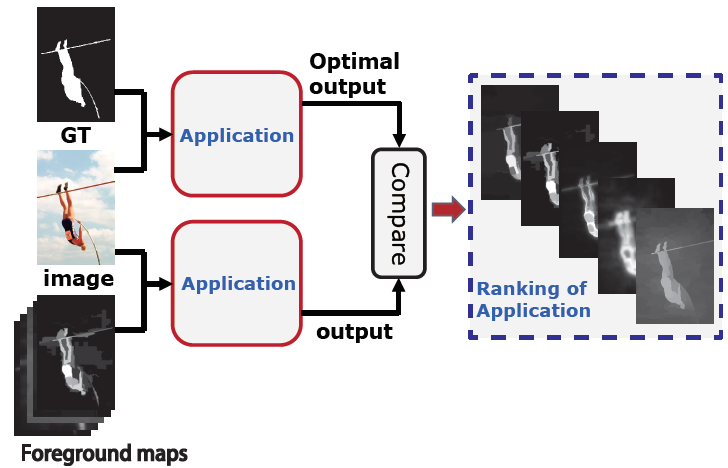 GT
image
Foreground maps
Application
Application
Optimal
output
output
Compare
Ranking of
Application